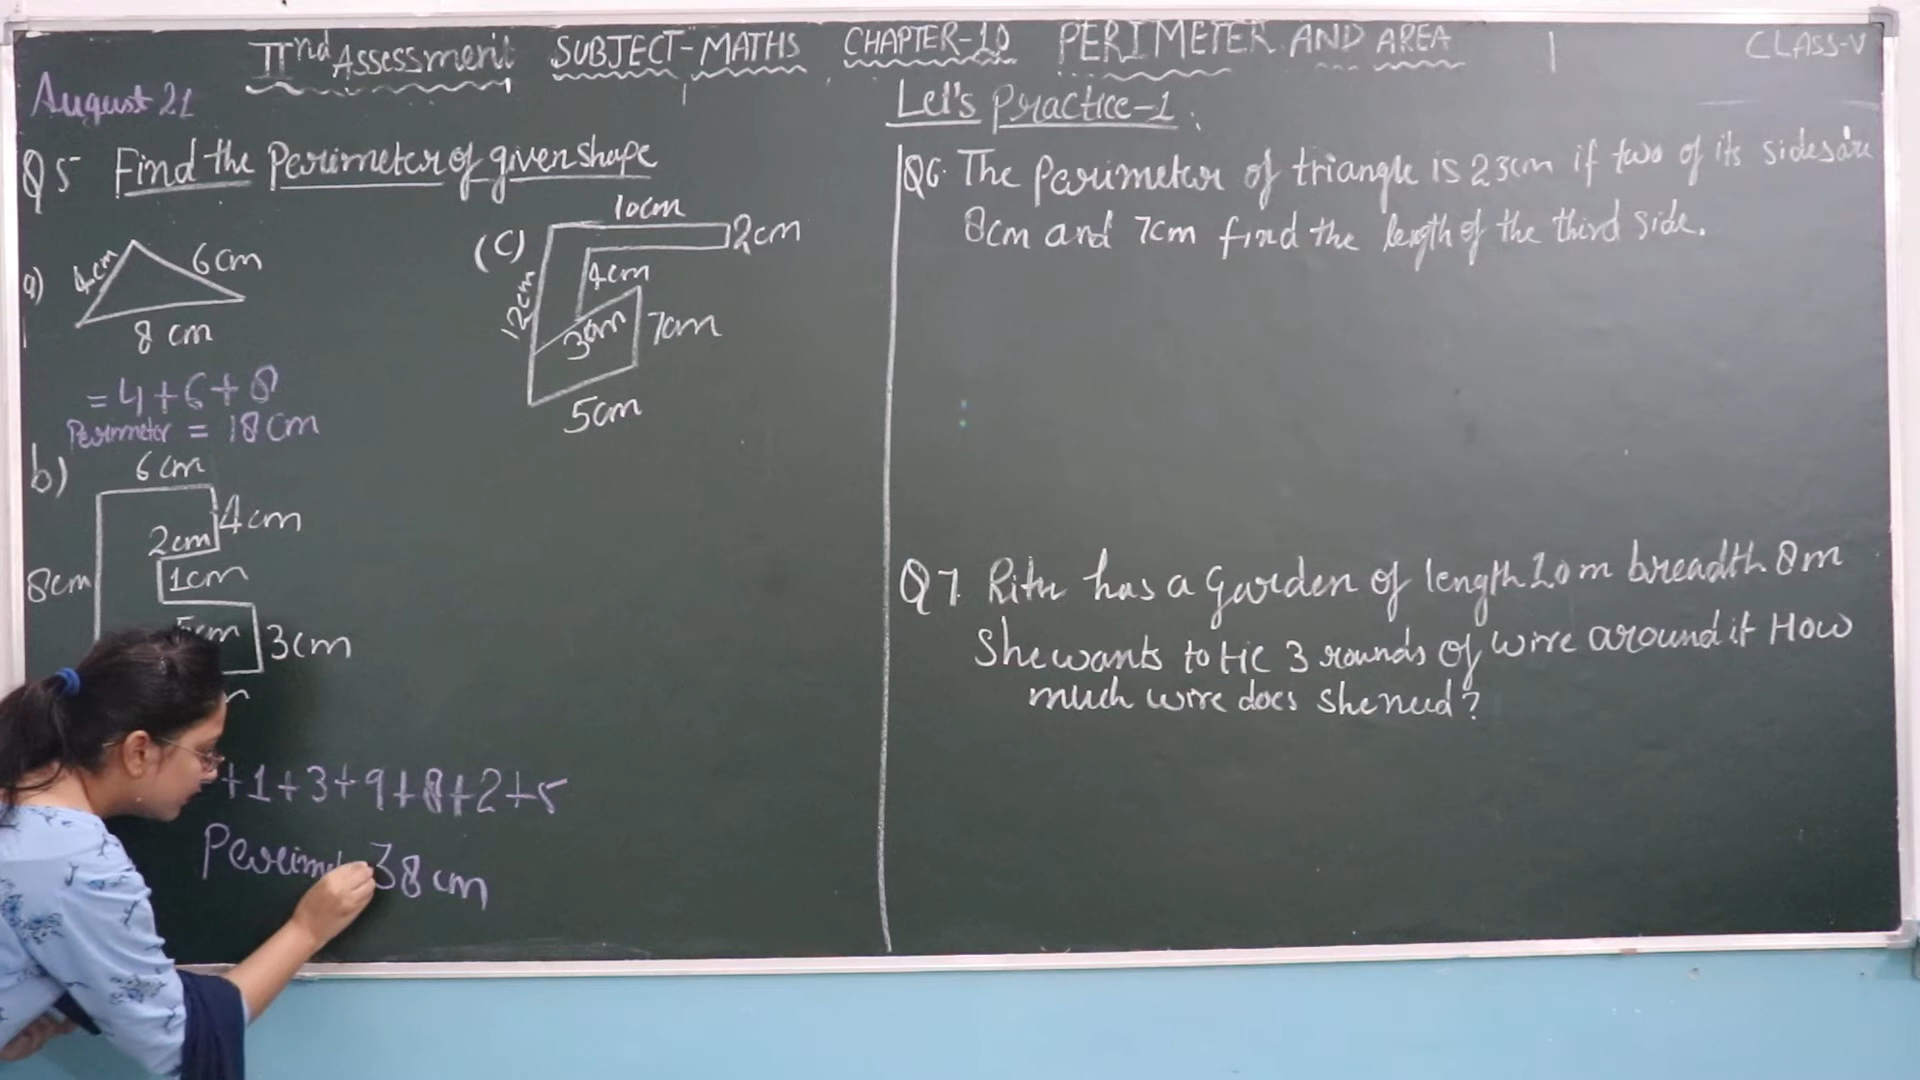 IInd Assessment SUBJECT-MATHS CHAPTER-10 PERIMETER AND AREA CLASS-V
August 21
Let's Practice-1
Q5 Find the Perimeter of given shape
a)
4cm
6cm
8 cm
= 4+6+8
Perimeter = 18cm
b)
6cm
4cm
2cm
1cm
8cm
5cm
3cm
+1+3+9+8+2+5
38cm
(C)
10cm
2cm
4cm
12cm
3cm
7cm
5cm
Q6. The Perimeter of triangle is 23cm if two of its sides are
8cm and 7cm find the length of the third side.
Q7. Ritu has a garden of length 10m breadth 8m
She wants to tie 3 rounds of wire around it How
much wire does she need?